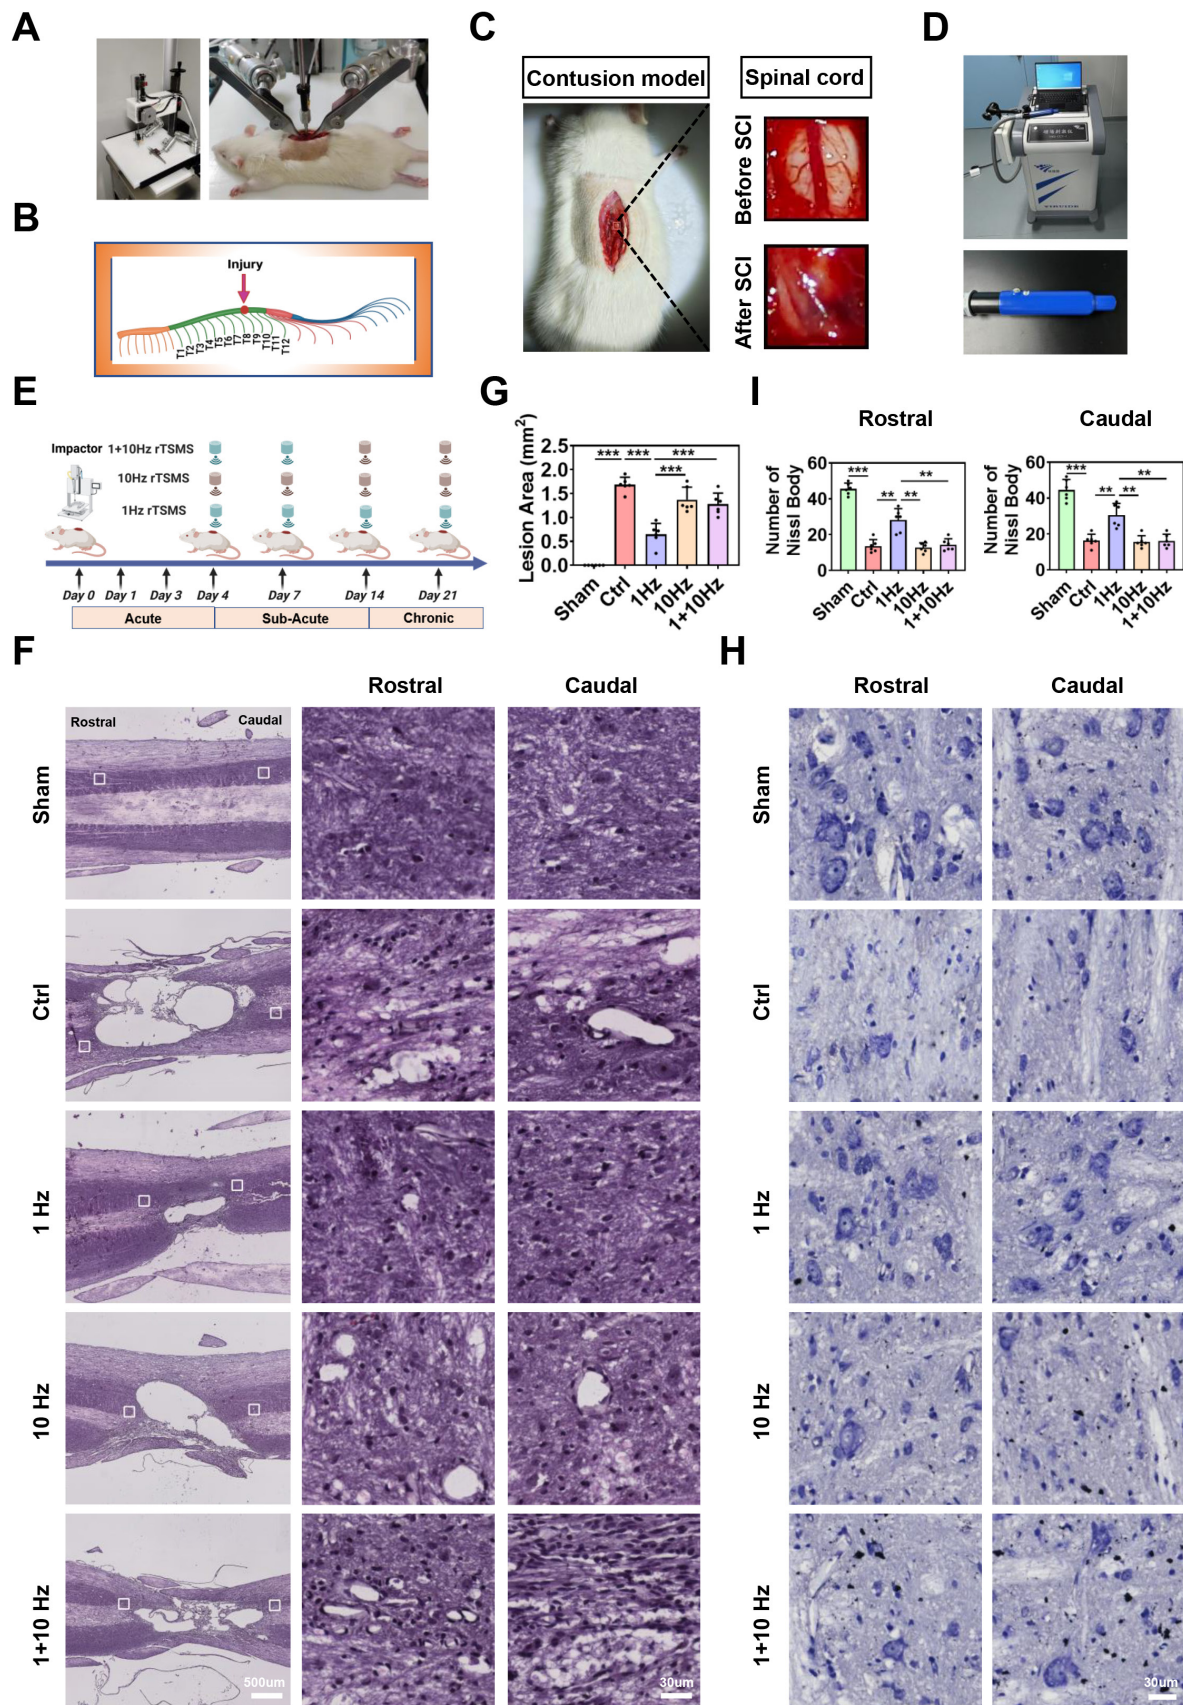 A
B
Injury
T1
T2
T3
T4
T5
T6
T7
T8
T9
T10
T11
T12
C
Contusion model
Spinal cord
Before SCI
After SCI
D
E
Impactor 1+10Hz rTSMS
10Hz rTSMS
1Hz rTSMS
Day 0 Day 1 Day 3 Day 4 Day 7 Day 14 Day 21
Acute Sub-Acute Chronic
G
Lesion Area (mm²)
2.5
2.0
1.5
1.0
0.5
0.0
*** *** ***
***
Sham Ctrl 1Hz 10Hz 1+10Hz
I
Rostral
Number of
Nissl Body
60
40
20
0
***
**
** **
Sham Ctrl 1Hz 10Hz 1+10Hz
Caudal
Number of
Nissl Body
60
40
20
0
***
**
** **
Sham Ctrl 1Hz 10Hz 1+10Hz
F
Rostral Caudal
Rostral Caudal
Sham
Ctrl
1 Hz
10 Hz
1+10 Hz
500um
30um
H
Rostral Caudal
Sham
Ctrl
1 Hz
10 Hz
1+10 Hz
30um